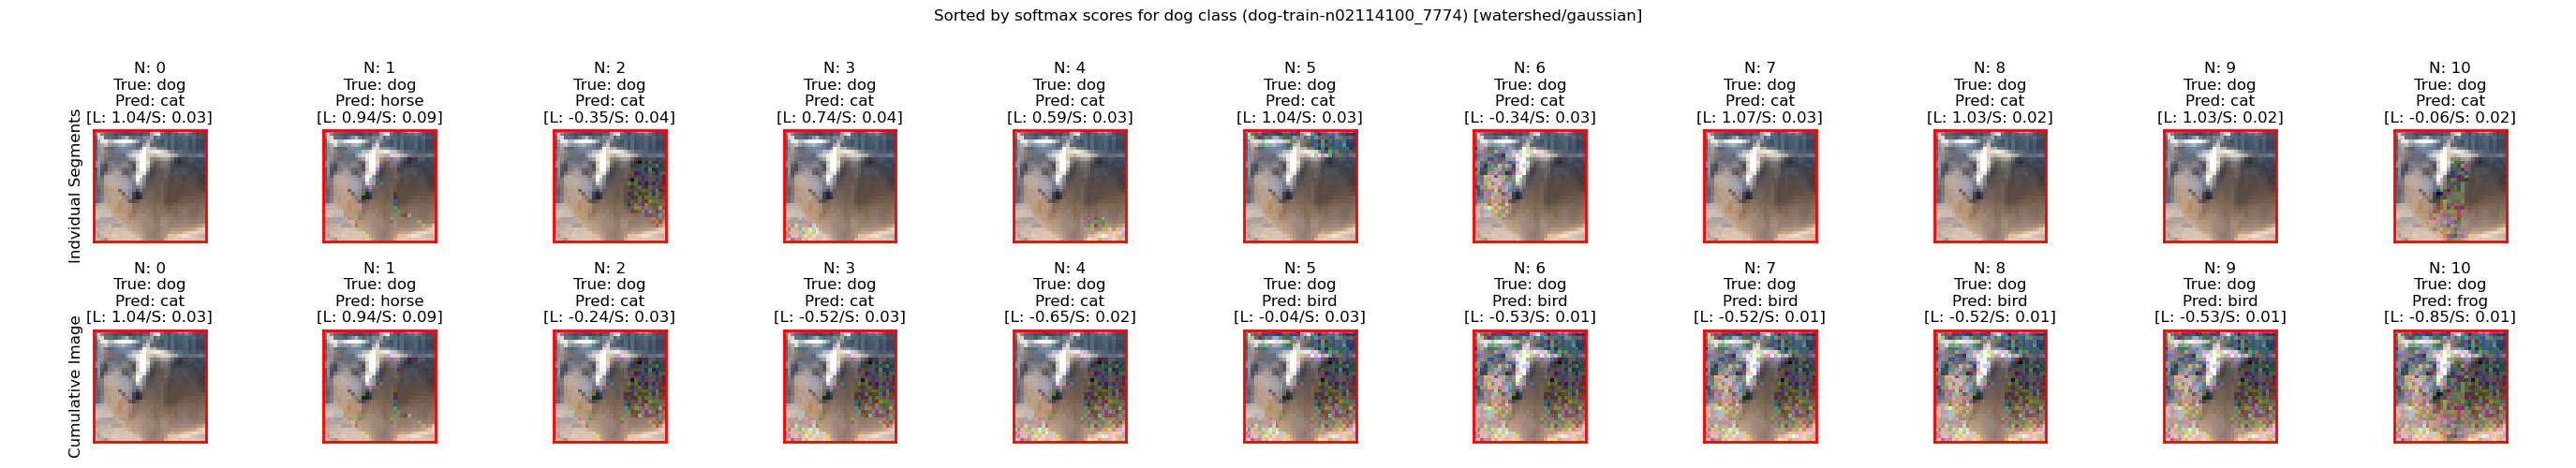 Sorted by softmax scores for dog class (dog-train-n02114100_7774) [watershed/gaussian]
Indvidual Segments
N: 0
True: dog
Pred: cat
[L: 1.04/S: 0.03]
N: 1
True: dog
Pred: horse
[L: 0.94/S: 0.09]
N: 2
True: dog
Pred: cat
[L: -0.35/S: 0.04]
N: 3
True: dog
Pred: cat
[L: 0.74/S: 0.04]
N: 4
True: dog
Pred: cat
[L: 0.59/S: 0.03]
N: 5
True: dog
Pred: cat
[L: 1.04/S: 0.03]
N: 6
True: dog
Pred: cat
[L: -0.34/S: 0.03]
N: 7
True: dog
Pred: cat
[L: 1.07/S: 0.03]
N: 8
True: dog
Pred: cat
[L: 1.03/S: 0.02]
N: 9
True: dog
Pred: cat
[L: 1.03/S: 0.02]
N: 10
True: dog
Pred: cat
[L: -0.06/S: 0.02]
Cumulative Image
N: 0
True: dog
Pred: cat
[L: 1.04/S: 0.03]
N: 1
True: dog
Pred: horse
[L: 0.94/S: 0.09]
N: 2
True: dog
Pred: cat
[L: -0.24/S: 0.03]
N: 3
True: dog
Pred: cat
[L: -0.52/S: 0.03]
N: 4
True: dog
Pred: cat
[L: -0.65/S: 0.02]
N: 5
True: dog
Pred: bird
[L: -0.04/S: 0.03]
N: 6
True: dog
Pred: bird
[L: -0.53/S: 0.01]
N: 7
True: dog
Pred: bird
[L: -0.52/S: 0.01]
N: 8
True: dog
Pred: bird
[L: -0.52/S: 0.01]
N: 9
True: dog
Pred: bird
[L: -0.53/S: 0.01]
N: 10
True: dog
Pred: frog
[L: -0.85/S: 0.01]